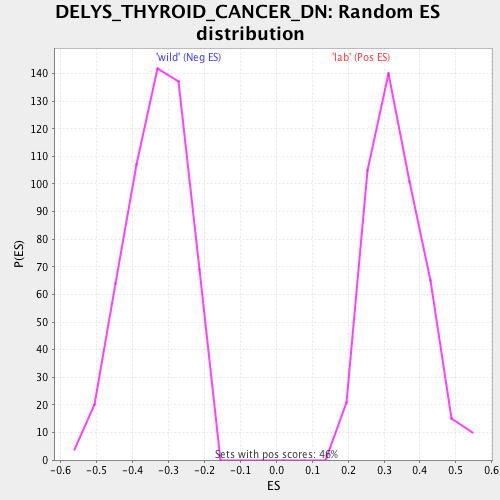 DELYS_THYROID_CANCER_DN: Random ES
distribution
'wild' (Neg ES)
'lab' (Pos ES)
P(ES)
140
130
120
110
100
90
80
70
60
50
40
30
20
10
0
Sets with pos scores: 46%
-0.6 -0.5 -0.4 -0.3 -0.2 -0.1 0.0 0.1 0.2 0.3 0.4 0.5 0.6
ES